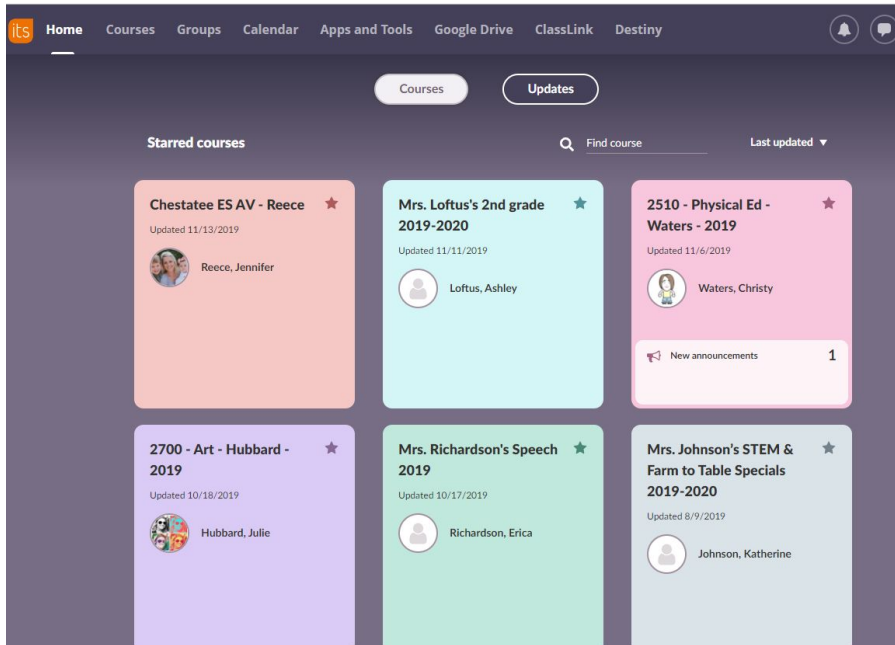 its Home Courses Groups Calendar Apps and Tools Google Drive ClassLink Destiny
Courses Updates
Starred courses Find course Last updated ▼
Chestatee ES AV - Reece
Updated 11/13/2019
Reece, Jennifer
Mrs. Loftus's 2nd grade
2019-2020
Updated 11/11/2019
Loftus, Ashley
2510 - Physical Ed -
Waters - 2019
Updated 11/6/2019
Waters, Christy
New announcements 1
2700 - Art - Hubbard -
2019
Updated 10/18/2019
Hubbard, Julie
Mrs. Richardson's Speech
2019
Updated 10/17/2019
Richardson, Erica
Mrs. Johnson’s STEM &
Farm to Table Specials
2019-2020
Updated 8/9/2019
Johnson, Katherine